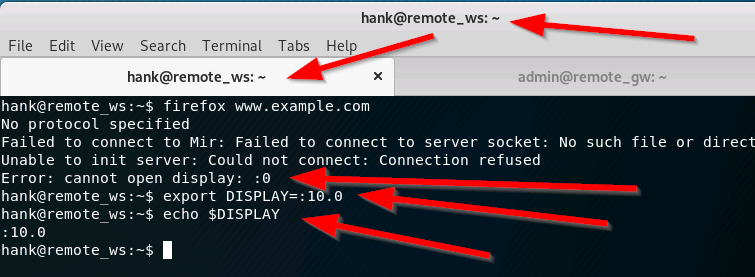 hank@remote_ws: ~
File Edit View Search Terminal Tabs Help
hank@remote_ws: ~ × admin@remote_gw: ~
hank@remote_ws:~$ firefox www.example.com
No protocol specified
Failed to connect to Mir: Failed to connect to server socket: No such file or direct
Unable to init server: Could not connect: Connection refused
Error: cannot open display: :0
hank@remote_ws:~$ export DISPLAY=:10.0
hank@remote_ws:~$ echo $DISPLAY
:10.0
hank@remote_ws:~$